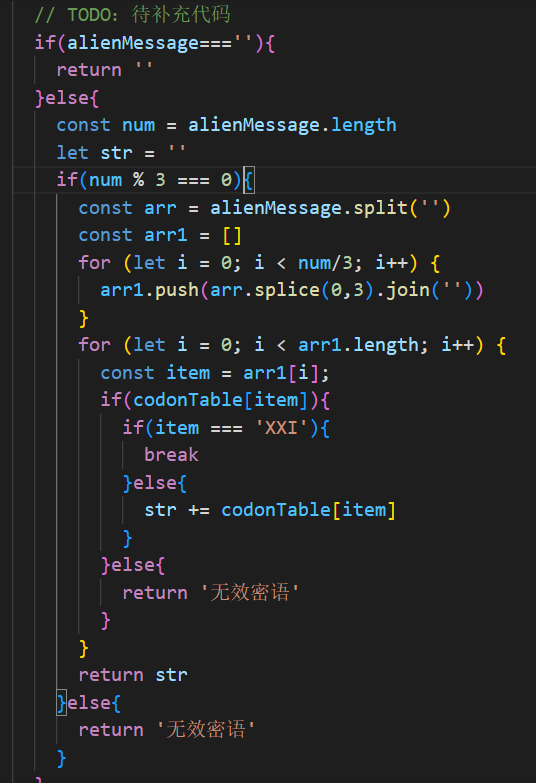 // TODO：待补充代码
if(alienMessage===''){
return ''
}else{
const num = alienMessage.length
let str = ''
if(num % 3 === 0){
const arr = alienMessage.split('')
const arr1 = []
for (let i = 0; i < num/3; i++) {
arr1.push(arr.splice(0,3).join(''))
}
for (let i = 0; i < arr1.length; i++) {
const item = arr1[i];
if(codonTable[item]){
if(item === 'XXI'){
break
}else{
str += codonTable[item]
}
}else{
return '无效密语'
}
}
return str
}else{
return '无效密语'
}